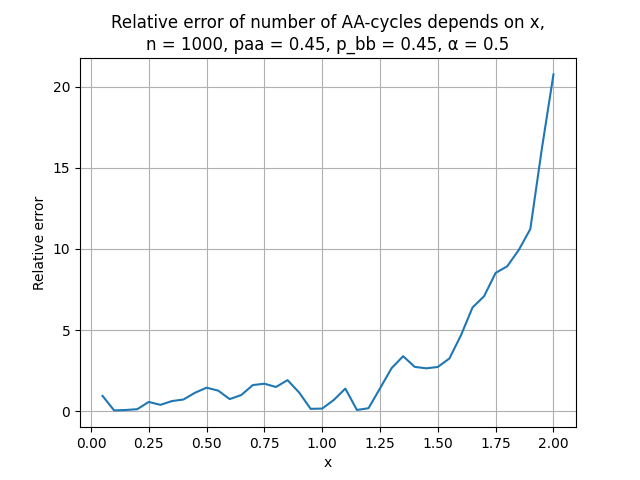 Relative error of number of AA-cycles depends on x,
n = 1000, paa = 0.45, p_bb = 0.45, α = 0.5
Relative error
20
15
10
5
0
0.00 0.25 0.50 0.75 1.00 1.25 1.50 1.75 2.00
x